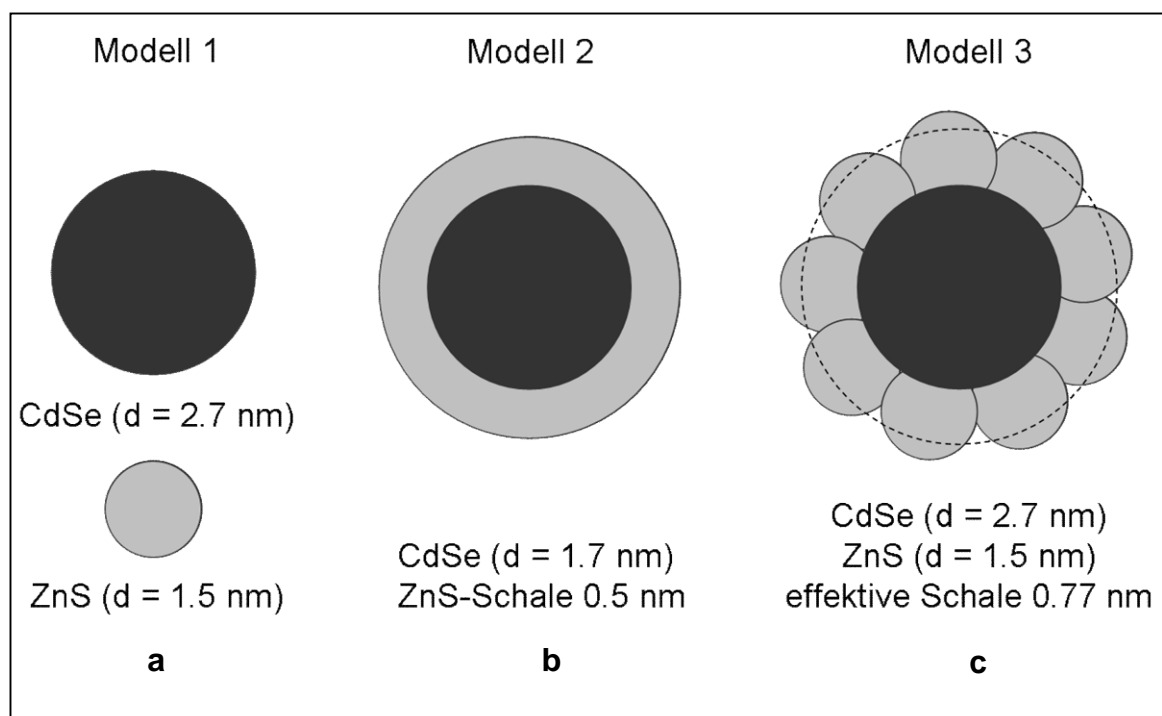 Modell 1
CdSe (d = 2.7 nm)
ZnS (d = 1.5 nm)
a
Modell 2
CdSe (d = 1.7 nm)
ZnS-Schale 0.5 nm
b
Modell 3
CdSe (d = 2.7 nm)
ZnS (d = 1.5 nm)
effektive Schale 0.77 nm
c